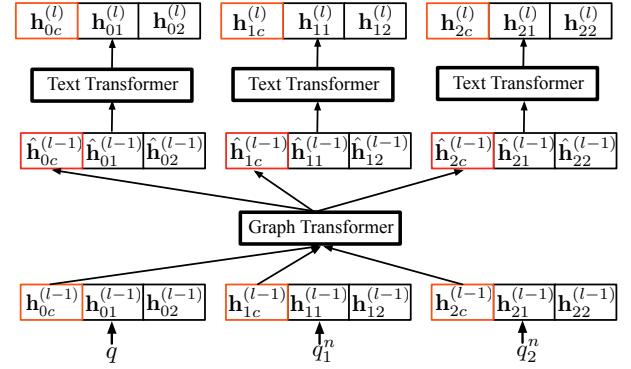 h_{0c}^{(l)} h_{01}^{(l)} h_{02}^{(l)} h_{1c}^{(l)} h_{11}^{(l)} h_{12}^{(l)} h_{2c}^{(l)} h_{21}^{(l)} h_{22}^{(l)}
Text Transformer Text Transformer Text Transformer
ĥ_{0c}^{(l-1)} ĥ_{01}^{(l-1)} ĥ_{02}^{(l-1)} ĥ_{1c}^{(l-1)} ĥ_{11}^{(l-1)} ĥ_{12}^{(l-1)} ĥ_{2c}^{(l-1)} ĥ_{21}^{(l-1)} ĥ_{22}^{(l-1)}
Graph Transformer
h_{0c}^{(l-1)} h_{01}^{(l-1)} h_{02}^{(l-1)} h_{1c}^{(l-1)} h_{11}^{(l-1)} h_{12}^{(l-1)} h_{2c}^{(l-1)} h_{21}^{(l-1)} h_{22}^{(l-1)}
q q_1^n q_2^n